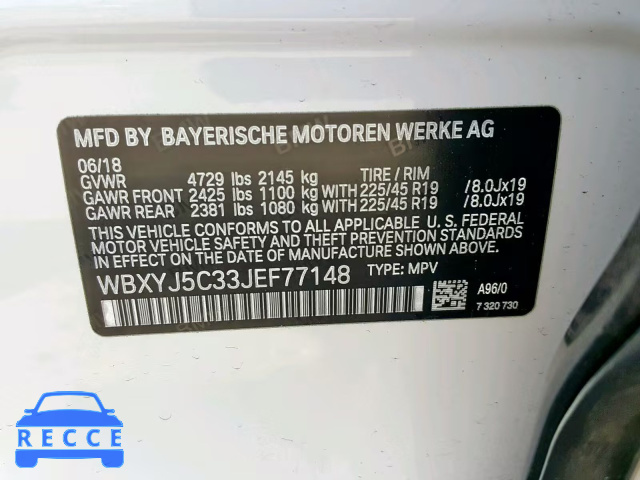 MFD BY BAYERISCHE MOTOREN WERKE AG
06/18
GVWR 4729 lbs 2145 kg TIRE / RIM
GAWR FRONT 2425 lbs 1100 kg WITH 225/45 R19 /8.0Jx19
GAWR REAR 2381 lbs 1080 kg WITH 225/45 R19 /8.0Jx19
THIS VEHICLE CONFORMS TO ALL APPLICABLE U. S. FEDERAL
MOTOR VEHICLE SAFETY, BUMPER, AND THEFT PREVENTION STANDARDS
IN EFFECT ON THE DATE OF MANUFACTURE SHOWN ABOVE.
WBXYJ5C33JEF77148 TYPE: MPV
A96/0
7 320 730
RECCE